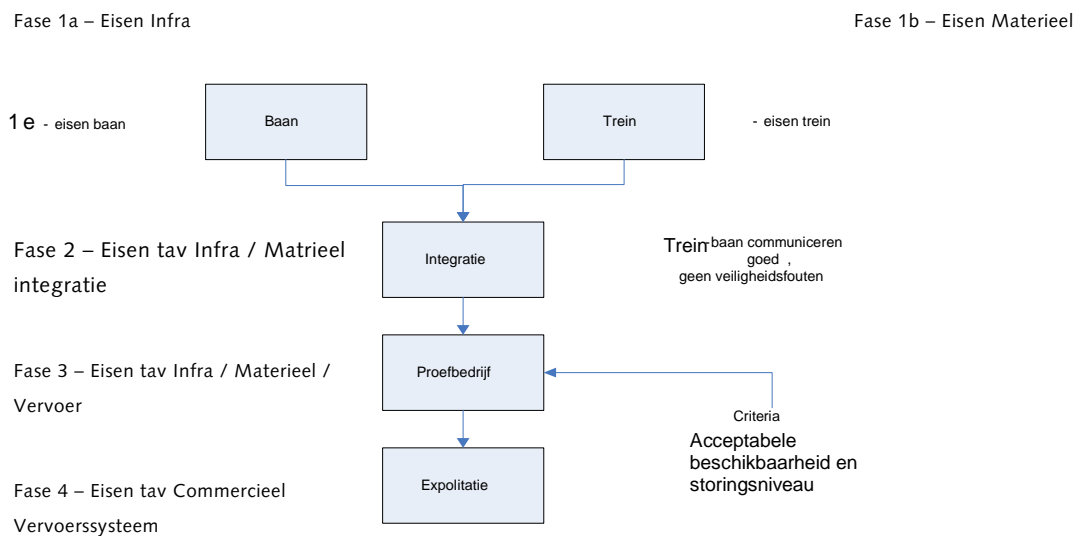 Fase 1a – Eisen Infra
Fase 1b – Eisen Materieel
1e - eisen baan
Baan
Trein
- eisen trein
Fase 2 – Eisen tav Infra / Matrieel
integratie
Integratie
Trein-baan communiceren
goed ,
geen veiligheidsfouten
Fase 3 – Eisen tav Infra / Materieel /
Vervoer
Proefbedrijf
Criteria
Acceptabele
beschikbaarheid en
storingsniveau
Fase 4 – Eisen tav Commercieel
Vervoerssysteem
Expolitatie